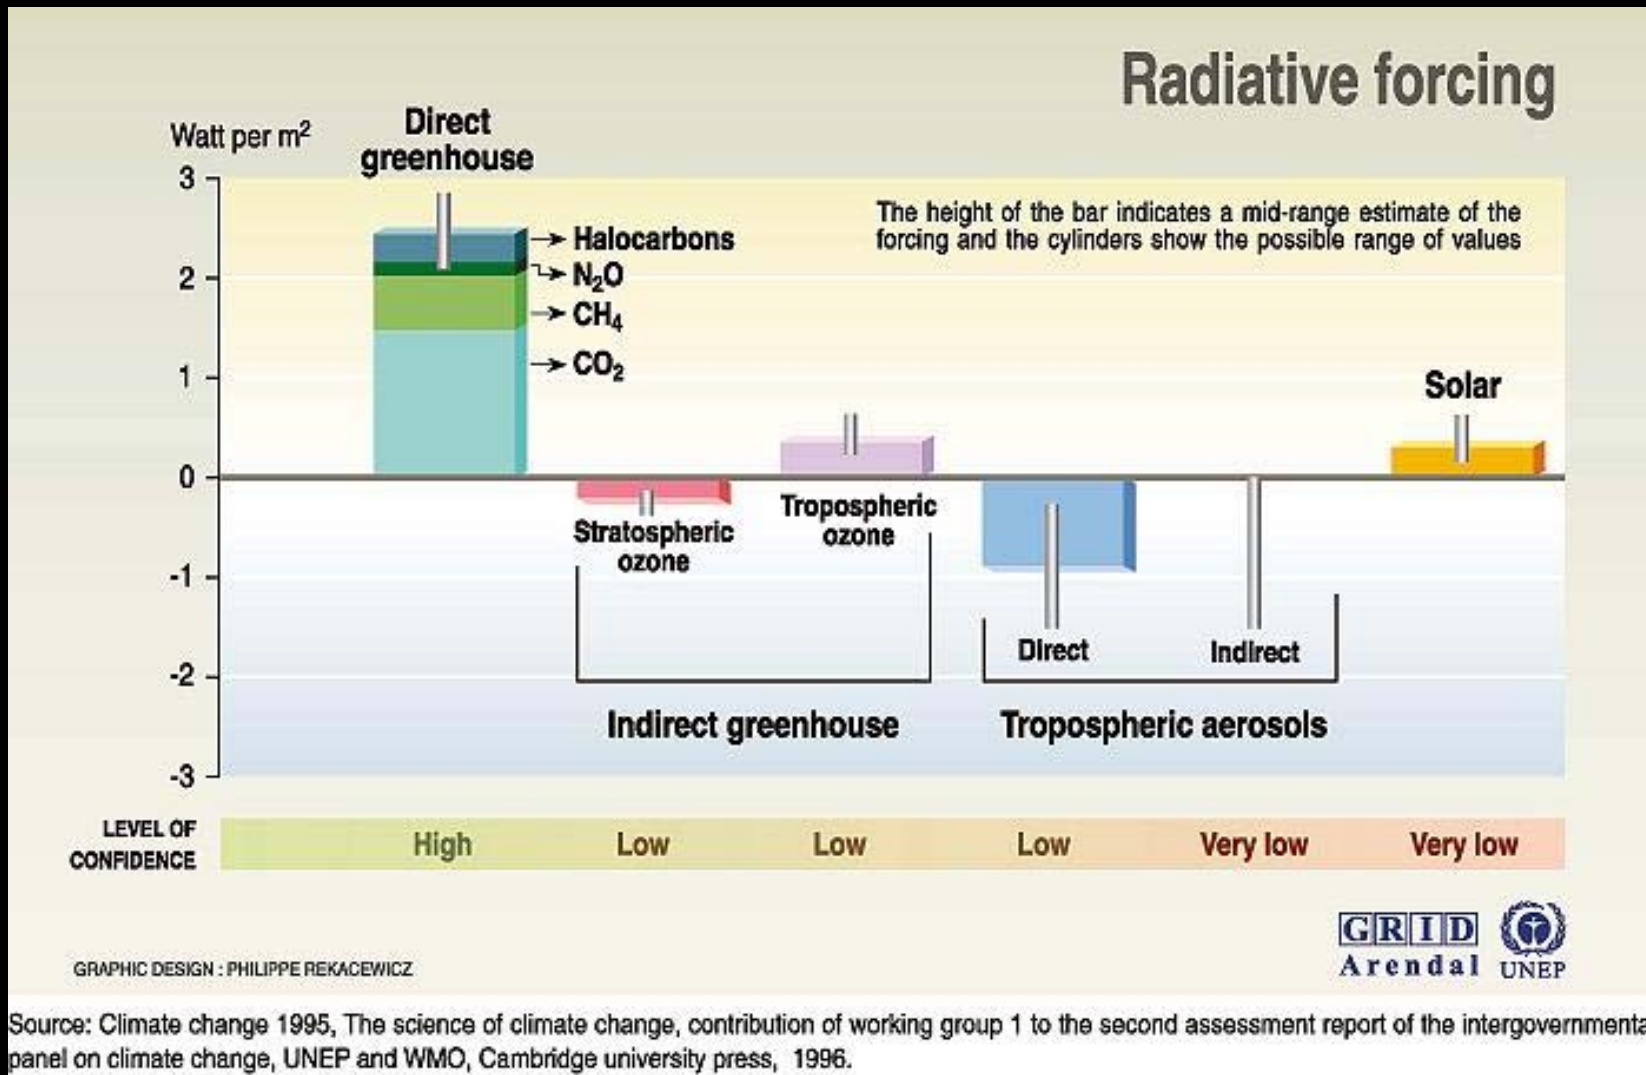 Radiative forcing
Watt per m²
Direct
greenhouse
3
2
1
0
-1
-2
-3
The height of the bar indicates a mid-range estimate of the
forcing and the cylinders show the possible range of values
Halocarbons
N₂O
CH₄
CO₂
Solar
Stratospheric
ozone
Tropospheric
ozone
Direct
Indirect
Indirect greenhouse
Tropospheric aerosols
LEVEL OF
CONFIDENCE
High Low Low Low Very low Very low
GRID
Arendal
UNEP
GRAPHIC DESIGN : PHILIPPE REKACEWICZ
Source: Climate change 1995, The science of climate change, contribution of working group 1 to the second assessment report of the intergovernmenta
panel on climate change, UNEP and WMO, Cambridge university press, 1996.